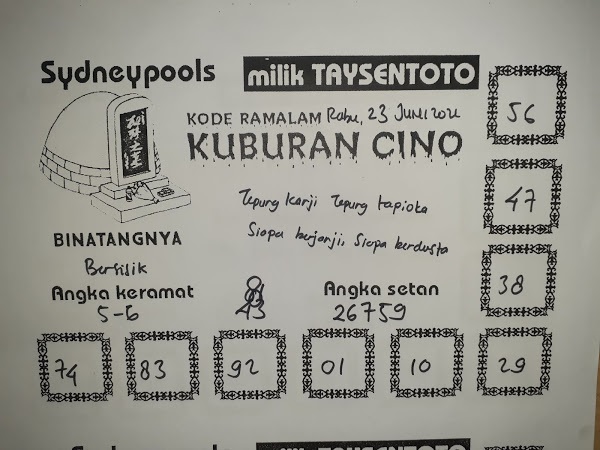 Sydneypools
milik TAYSENTOTO
56
KODE RAMALAM Rabu, 23 Juni 2021
KUBURAN CINO
47
Tepung kanji Tepung tapioka
Siapa berjanji, Siapa berdusta
BINATANGNYA
Bersisik
38
Angka keramat
5-6
Angka setan
26759
74
83
92
01
10
29